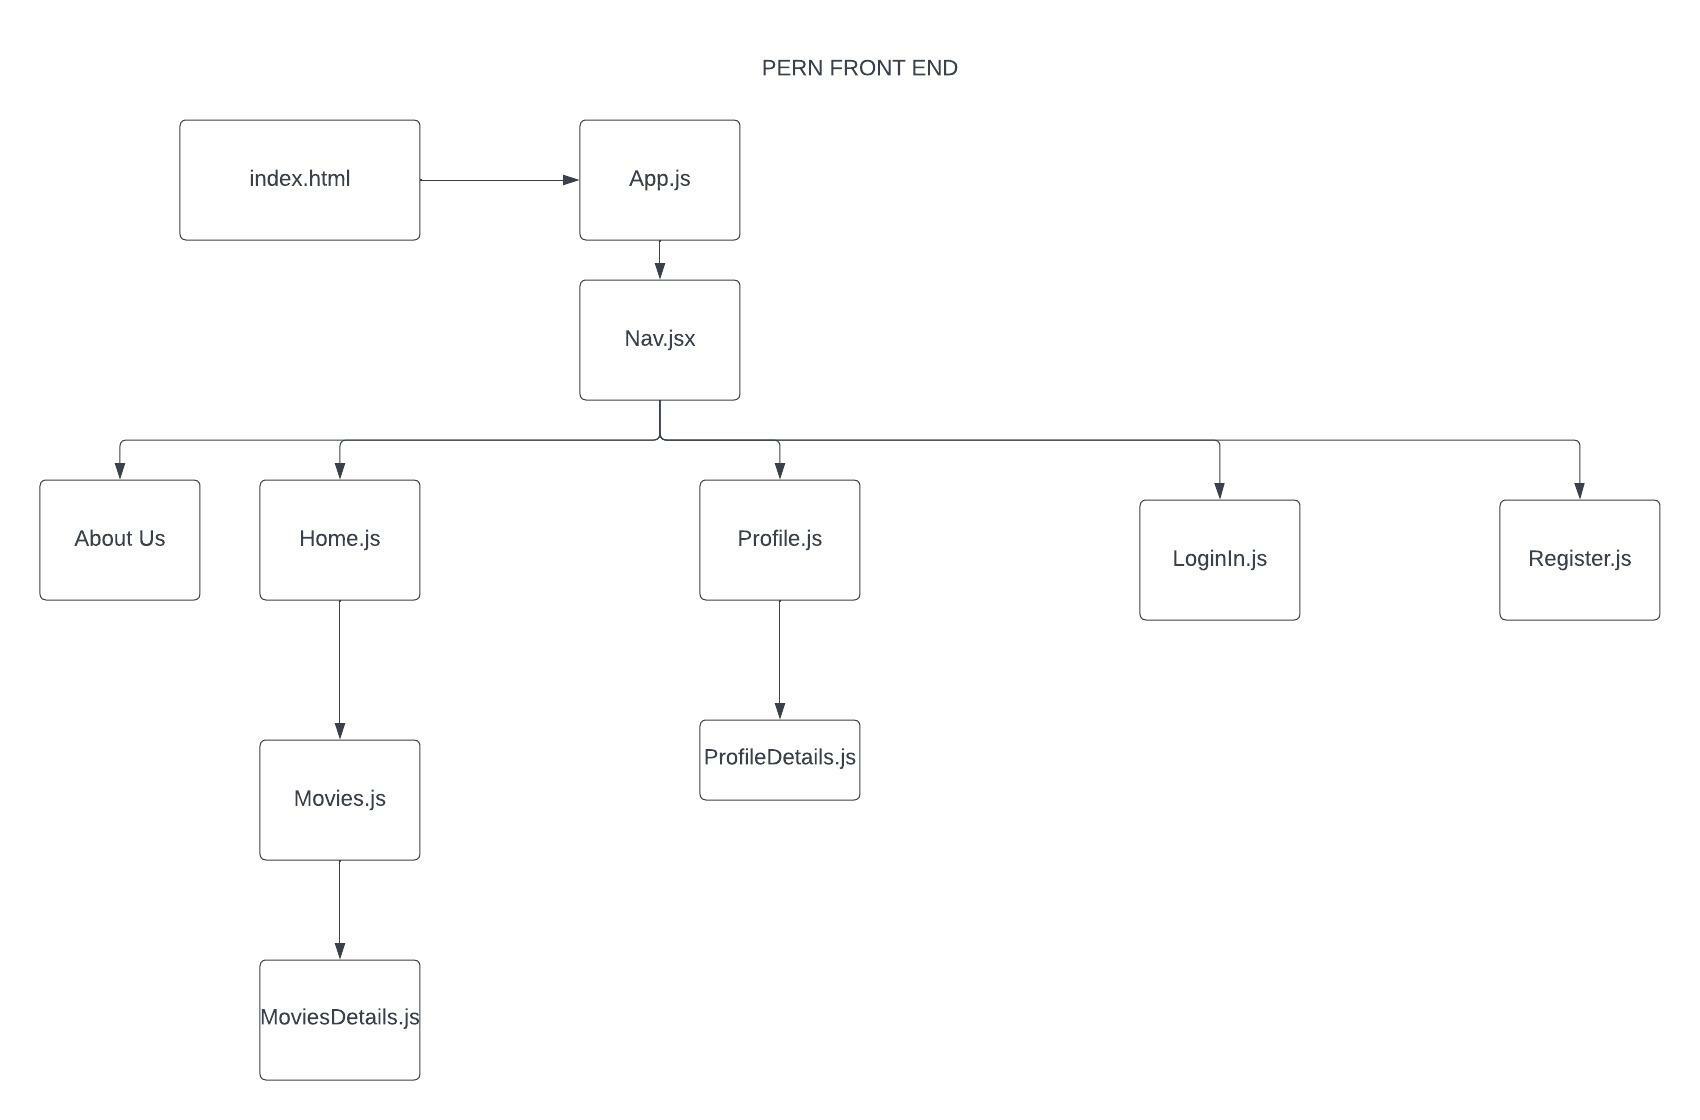 PERN FRONT END
index.html
App.js
Nav.jsx
About Us
Home.js
Profile.js
LoginIn.js
Register.js
ProfileDetails.js
Movies.js
MoviesDetails.js